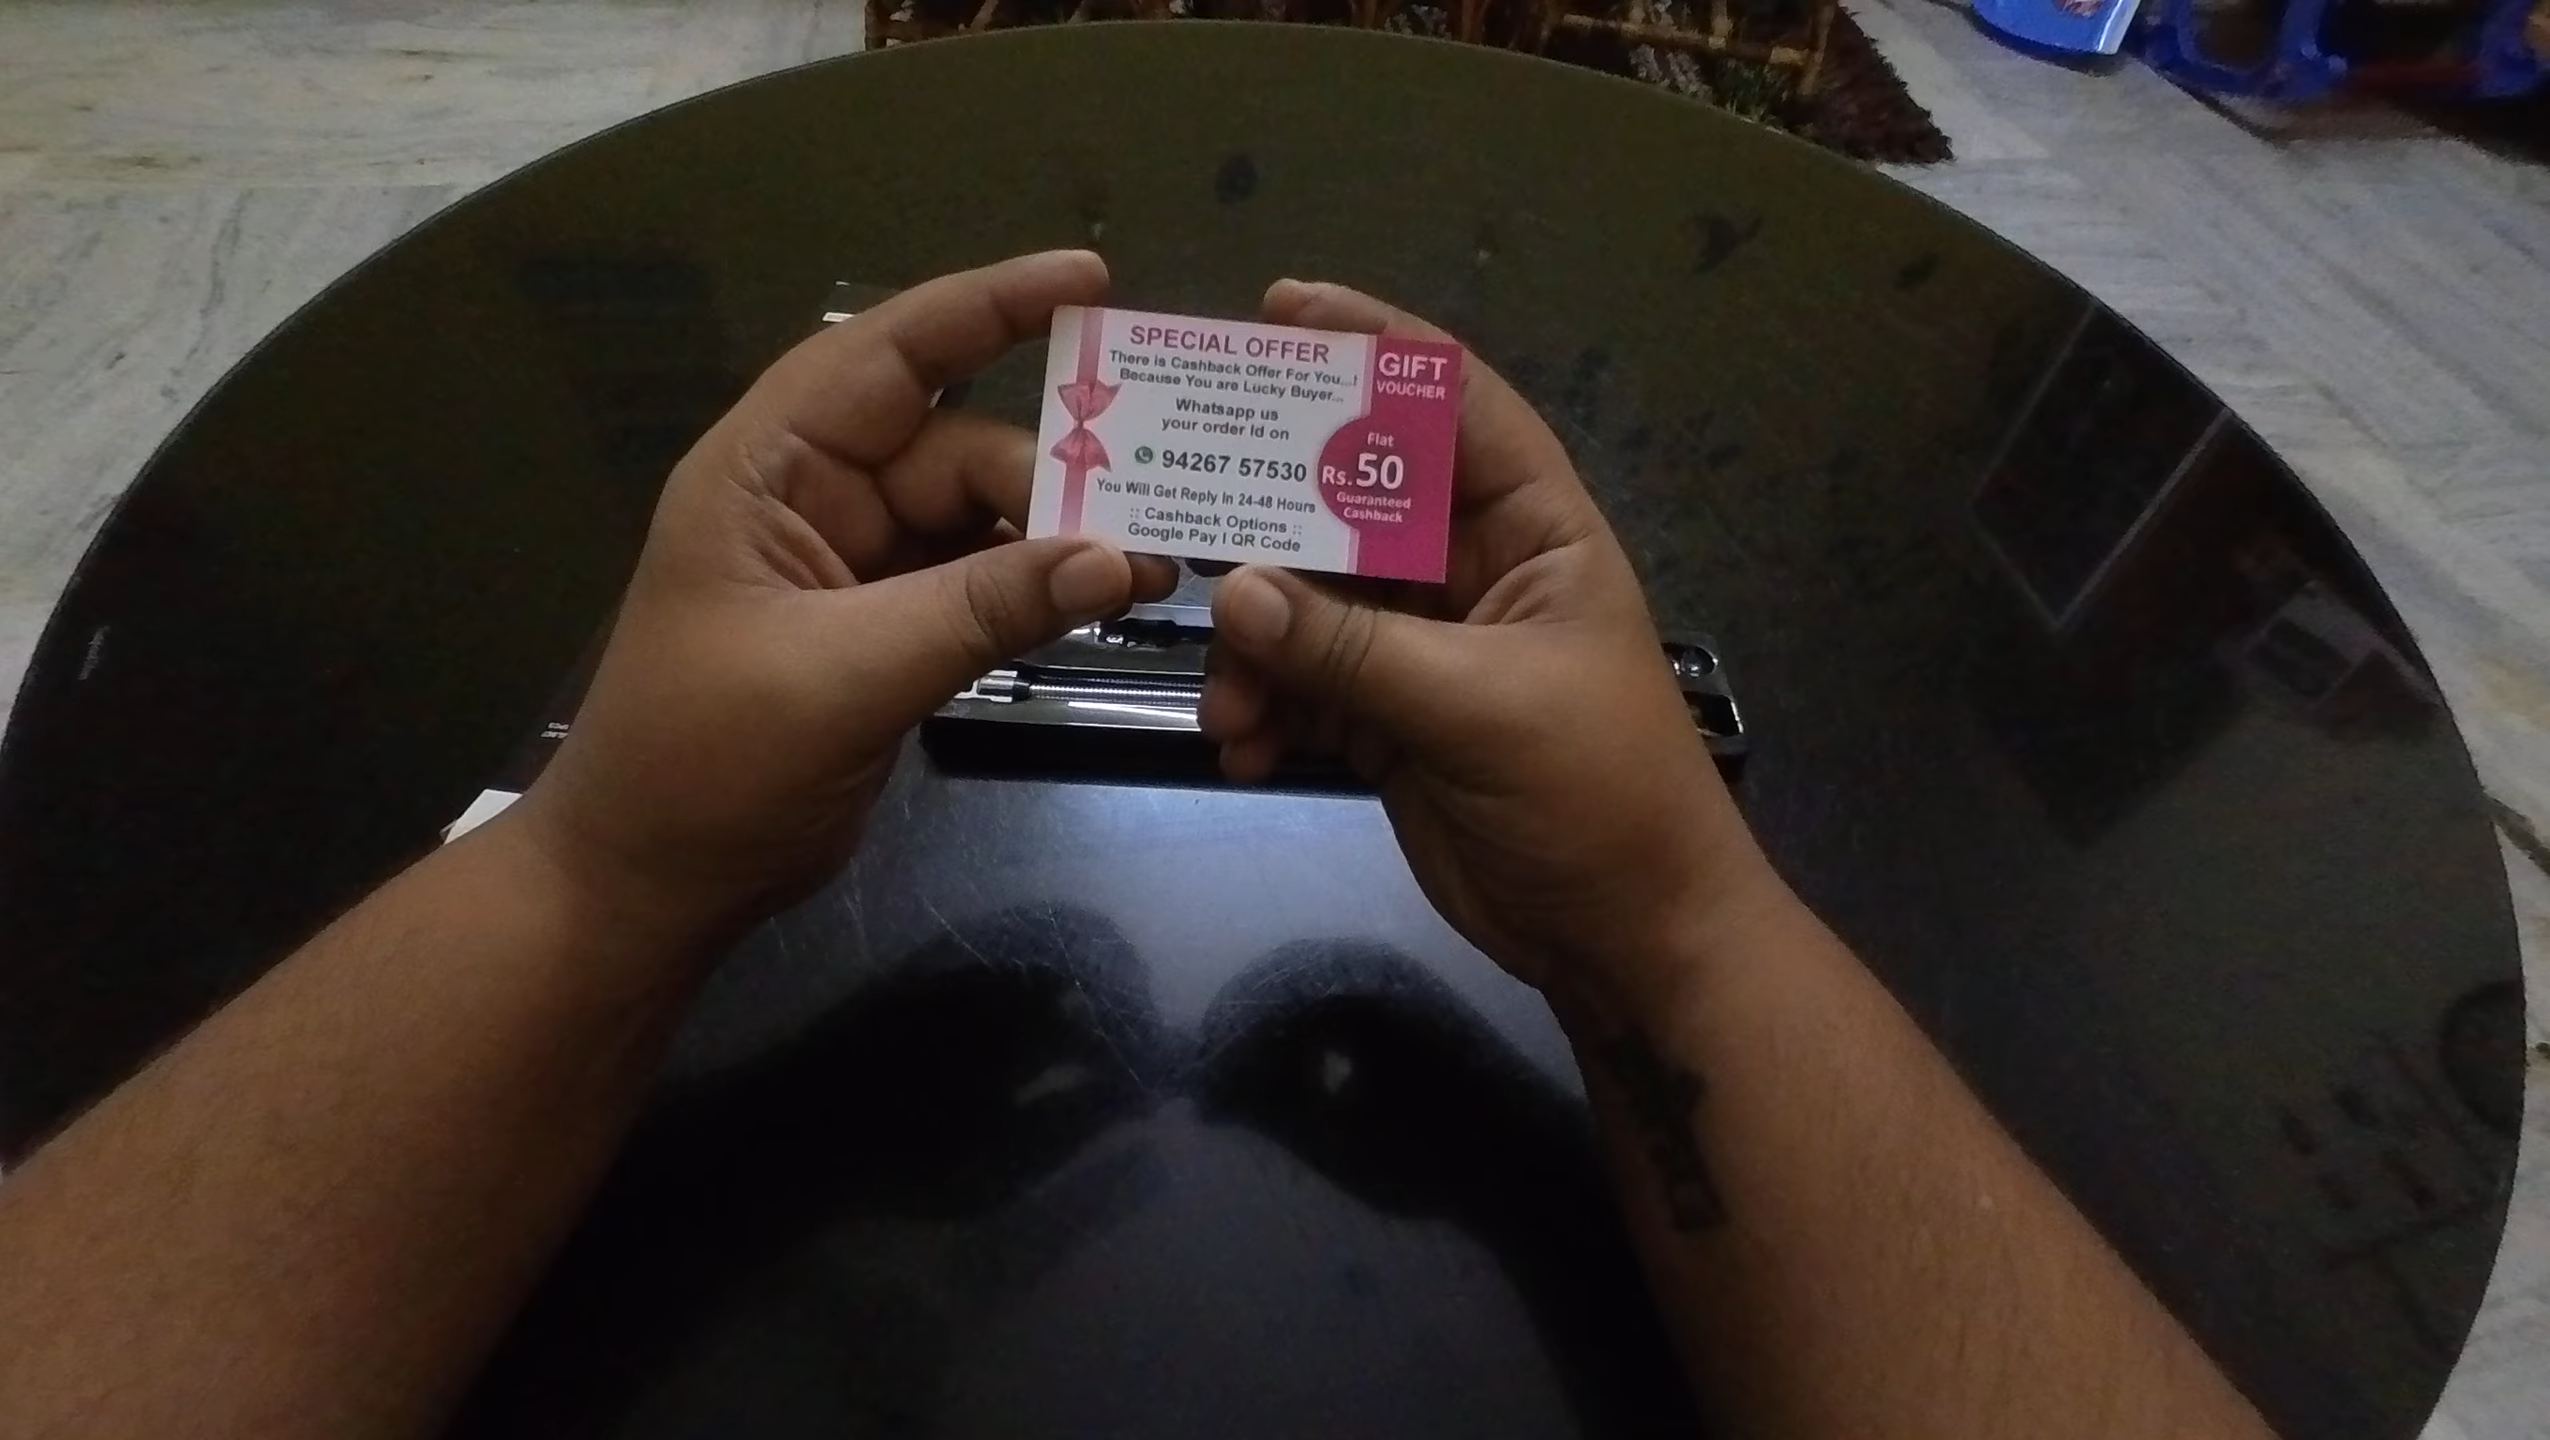 SPECIAL OFFER
There is Cashback Offer For You...!
Because You are Lucky Buyer...
Whatsapp us
your order Id on
94267 57530
You Will Get Reply In 24-48 Hours
:: Cashback Options ::
Google Pay I QR Code
GIFT
VOUCHER
Flat
Rs.50
Guaranteed
Cashback